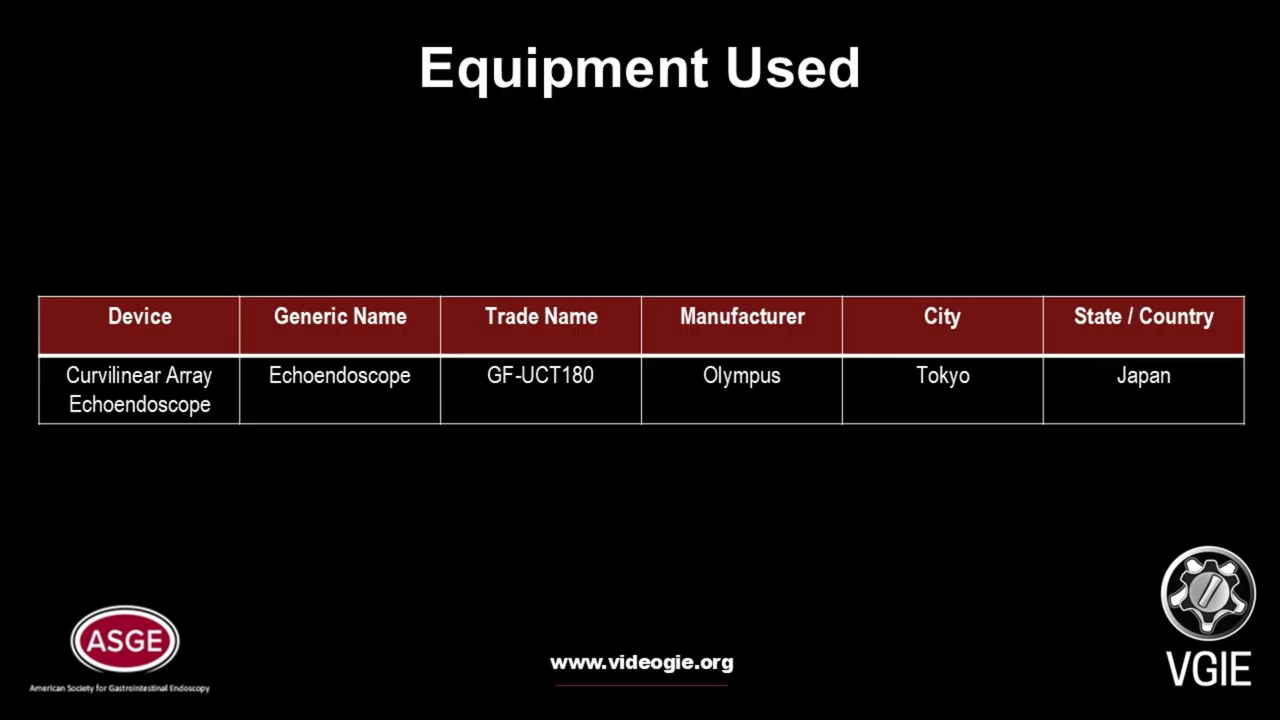 Equipment Used
Device Generic Name Trade Name Manufacturer City State / Country
Curvilinear Array Echoendoscope GF-UCT180 Olympus Tokyo Japan
Echoendoscope
ASGE
American Society for Gastrointestinal Endoscopy
www.videogie.org
VGIE